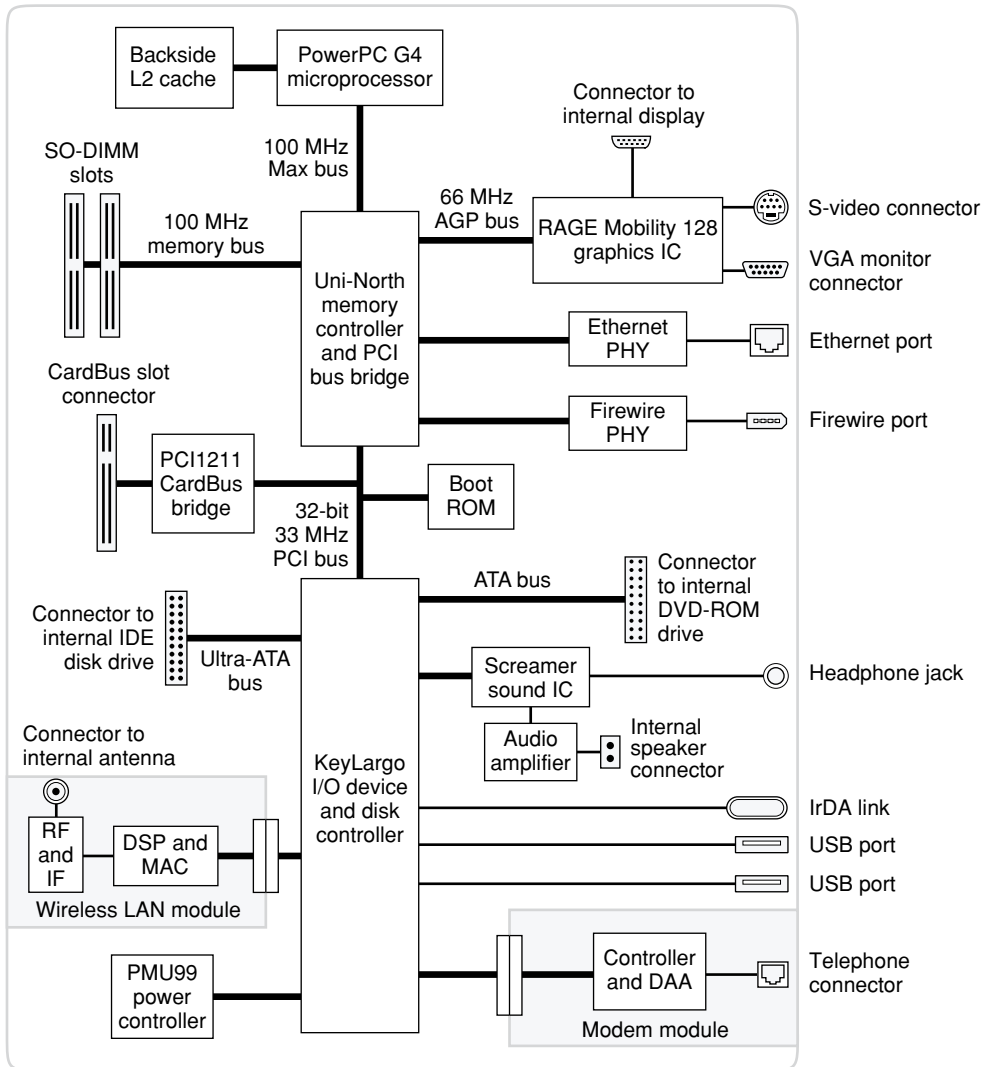 Backside
L2 cache
PowerPC G4
microprocessor
Connector to
internal display
SO-DIMM
slots
100 MHz
Max bus
100 MHz
memory bus
66 MHz
AGP bus
RAGE Mobility 128
graphics IC
S-video connector
VGA monitor
connector
Uni-North
memory
controller
and PCI
bus bridge
Ethernet
PHY
Ethernet port
CardBus slot
connector
Firewire
PHY
Firewire port
PCI1211
CardBus
bridge
Boot
ROM
32-bit
33 MHz
PCI bus
ATA bus
Connector
to internal
DVD-ROM
drive
Connector to
internal IDE
disk drive
Ultra-ATA
bus
Screamer
sound IC
Headphone jack
Audio
amplifier
Internal
speaker
connector
Connector to
internal antenna
KeyLargo
I/O device
and disk
controller
IrDA link
RF
and
IF
DSP and
MAC
USB port
USB port
Wireless LAN module
PMU99
power
controller
Controller
and DAA
Telephone
connector
Modem module